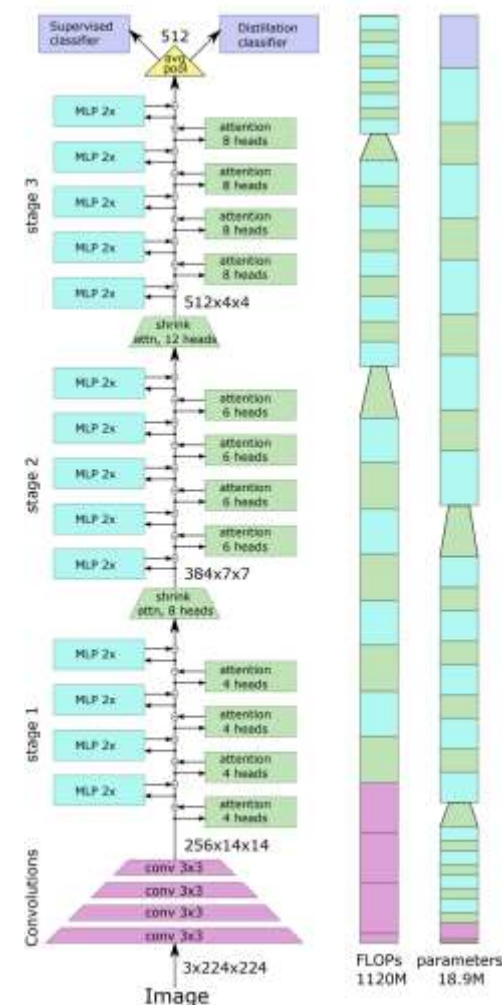 Supervised
classifier
512
Distillation
classifier
avg
pool
MLP 2x
attention
8 heads
MLP 2x
attention
8 heads
MLP 2x
attention
8 heads
MLP 2x
attention
8 heads
MLP 2x
stage 3
512x4x4
shrink
attn, 12 heads
MLP 2x
attention
6 heads
MLP 2x
attention
6 heads
MLP 2x
attention
6 heads
MLP 2x
attention
6 heads
MLP 2x
stage 2
384x7x7
shrink
attn, 8 heads
MLP 2x
attention
4 heads
MLP 2x
attention
4 heads
MLP 2x
attention
4 heads
MLP 2x
attention
4 heads
stage 1
256x14x14
conv 3x3
conv 3x3
conv 3x3
conv 3x3
Convolutions
3x224x224
Image
FLOPs
1120M
parameters
18.9M